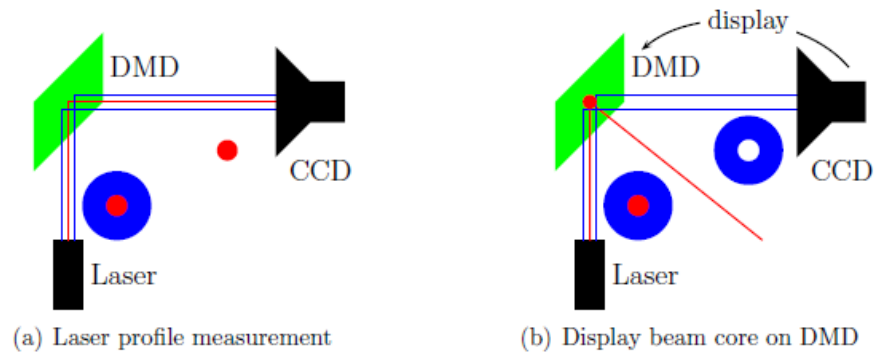 DMD
CCD
Laser
(a) Laser profile measurement
display
DMD
CCD
Laser
(b) Display beam core on DMD